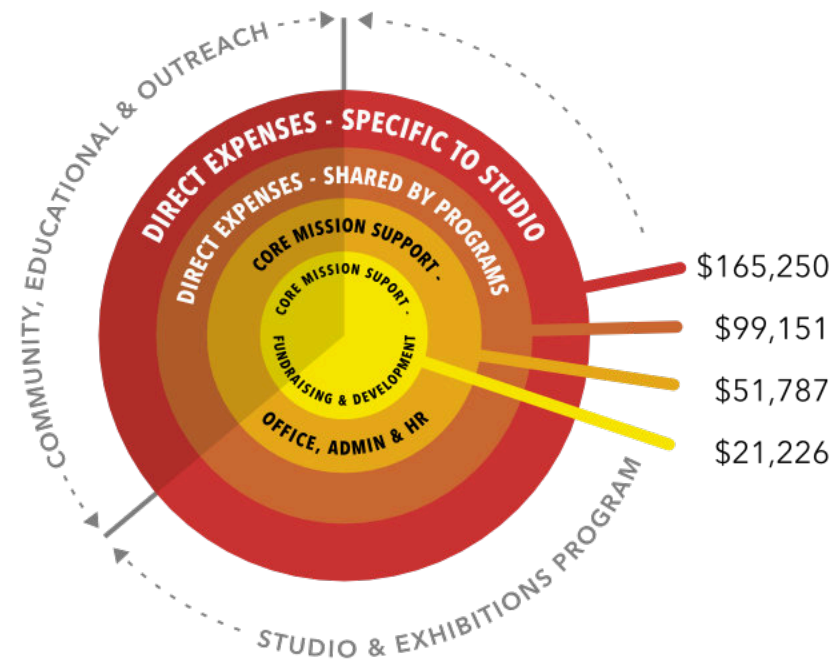 COMMUNITY, EDUCATIONAL & OUTREACH
DIRECT EXPENSES - SPECIFIC TO STUDIO
DIRECT EXPENSES - SHARED BY PROGRAMS
CORE MISSION SUPPORT -
OFFICE, ADMIN & HR
CORE MISSION SUPORT -
FUNDRAISING & DEVELOPMENT
$165,250
$99,151
$51,787
$21,226
STUDIO & EXHIBITIONS PROGRAM